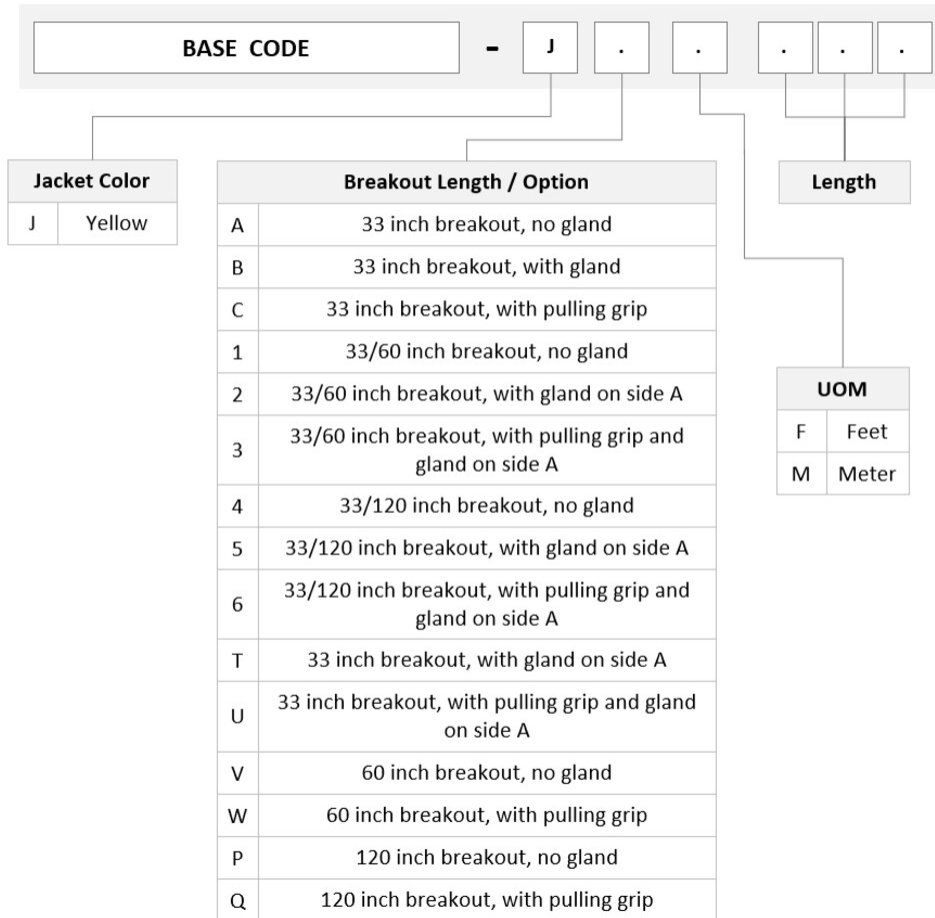 BASE CODE - J . . . . .
Jacket Color
J Yellow
Breakout Length / Option
A 33 inch breakout, no gland
B 33 inch breakout, with gland
C 33 inch breakout, with pulling grip
1 33/60 inch breakout, no gland
2 33/60 inch breakout, with gland on side A
3 33/60 inch breakout, with pulling grip and
gland on side A
4 33/120 inch breakout, no gland
5 33/120 inch breakout, with gland on side A
6 33/120 inch breakout, with pulling grip and
gland on side A
T 33 inch breakout, with gland on side A
U 33 inch breakout, with pulling grip and gland
on side A
V 60 inch breakout, no gland
W 60 inch breakout, with pulling grip
P 120 inch breakout, no gland
Q 120 inch breakout, with pulling grip
Length
UOM
F Feet
M Meter